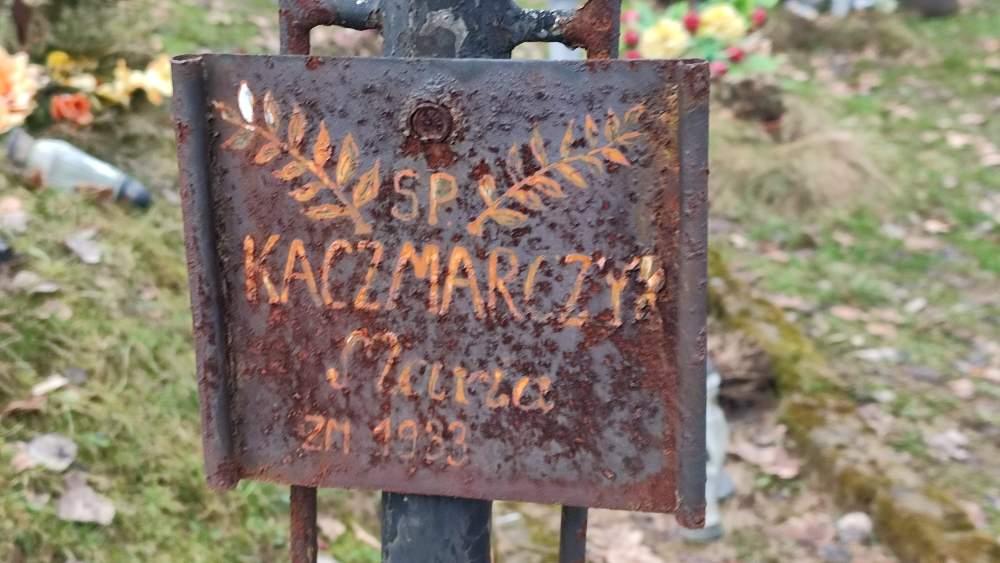 SP.
KACZMARCZYK
Maria
ZM 1933